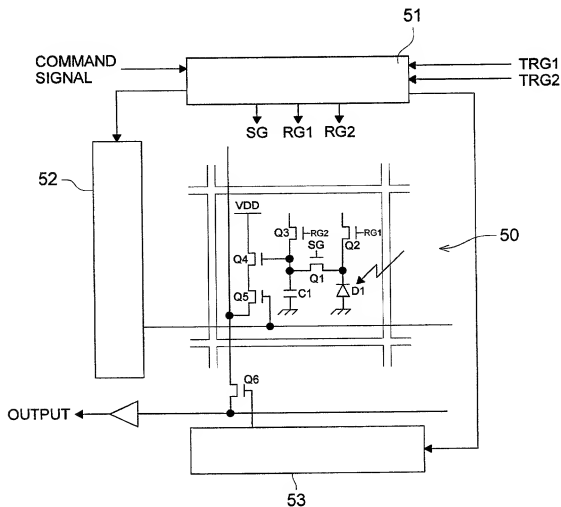 51
COMMAND
SIGNAL
TRG1
TRG2
SG RG1 RG2
52
VDD
Q3 RG2
SG
Q2 RG1
50
Q4
Q1
C1
D1
Q5
Q6
OUTPUT
53